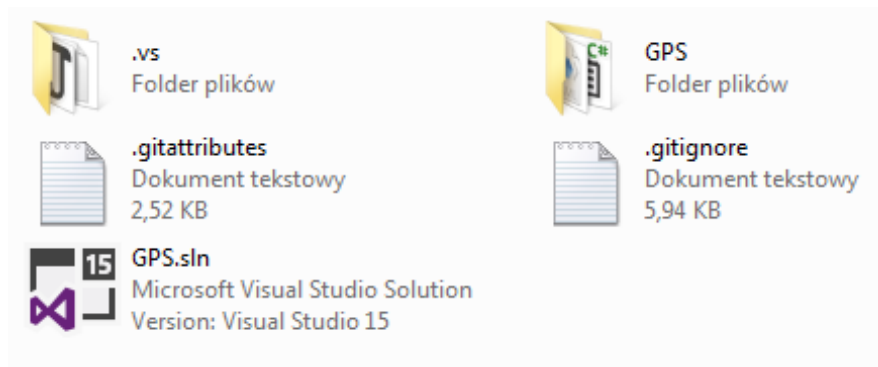 .vs
Folder plików
GPS
Folder plików
C#
.gitattributes
Dokument tekstowy
2,52 KB
.gitignore
Dokument tekstowy
5,94 KB
15
GPS.sln
Microsoft Visual Studio Solution
Version: Visual Studio 15